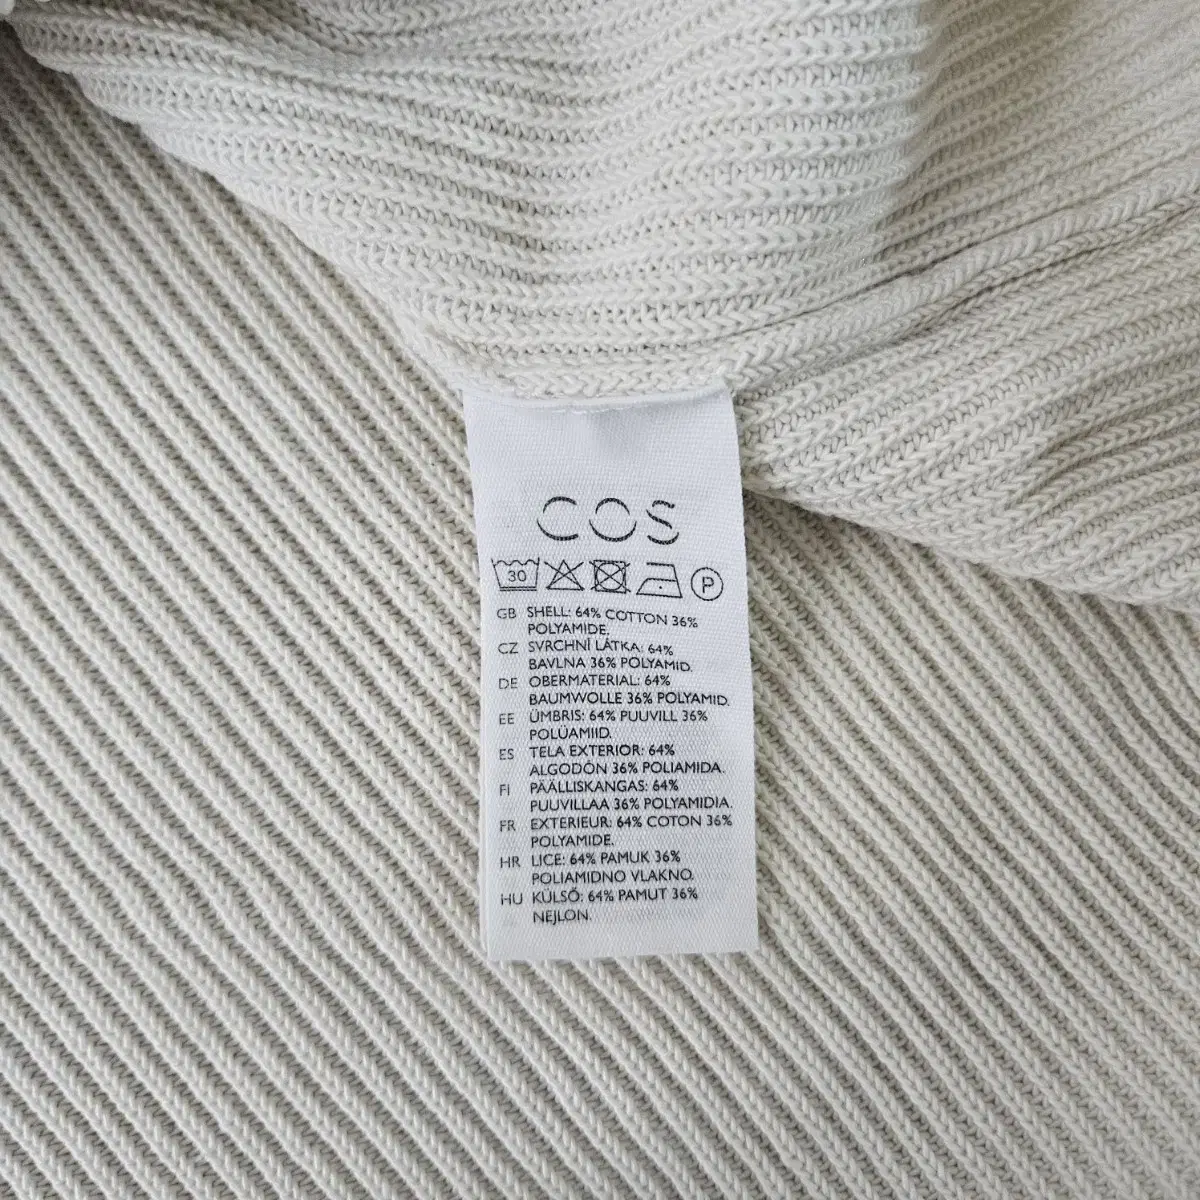 COS
30 P
GB SHELL: 64% COTTON 36%
POLYAMIDE.
CZ SVRCHNÍ LÁTKA: 64%
BAVLNA 36% POLYAMID.
DE OBERMATERIAL: 64%
BAUMWOLLE 36% POLYAMID.
EE ÜMBRIS: 64% PUUVILL 36%
POLÜAMIID.
ES TELA EXTERIOR: 64%
ALGODÓN 36% POLIAMIDA.
FI PÄÄLLISKANGAS: 64%
PUUVILLAA 36% POLYAMIDIA.
FR EXTERIEUR: 64% COTON 36%
POLYAMIDE.
HR LICE: 64% PAMUK 36%
POLIAMIDNO VLAKNO.
HU KÜLSŐ: 64% PAMUT 36%
NEJLON.